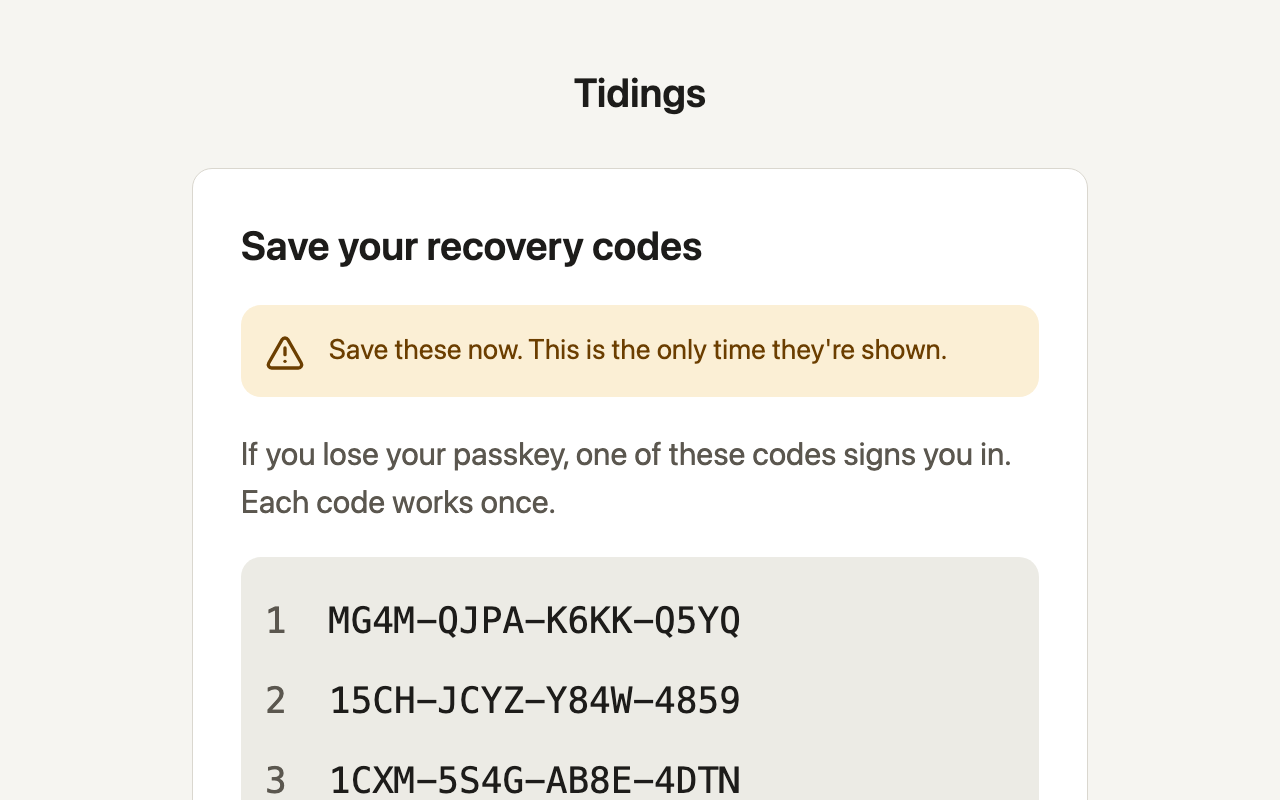 Tidings
Save your recovery codes
Save these now. This is the only time they're shown.
If you lose your passkey, one of these codes signs you in.
Each code works once.
1 MG4M-QJPA-K6KK-Q5YQ
2 15CH-JCYZ-Y84W-4859
3 1CXM-5S4G-AB8E-4DTN